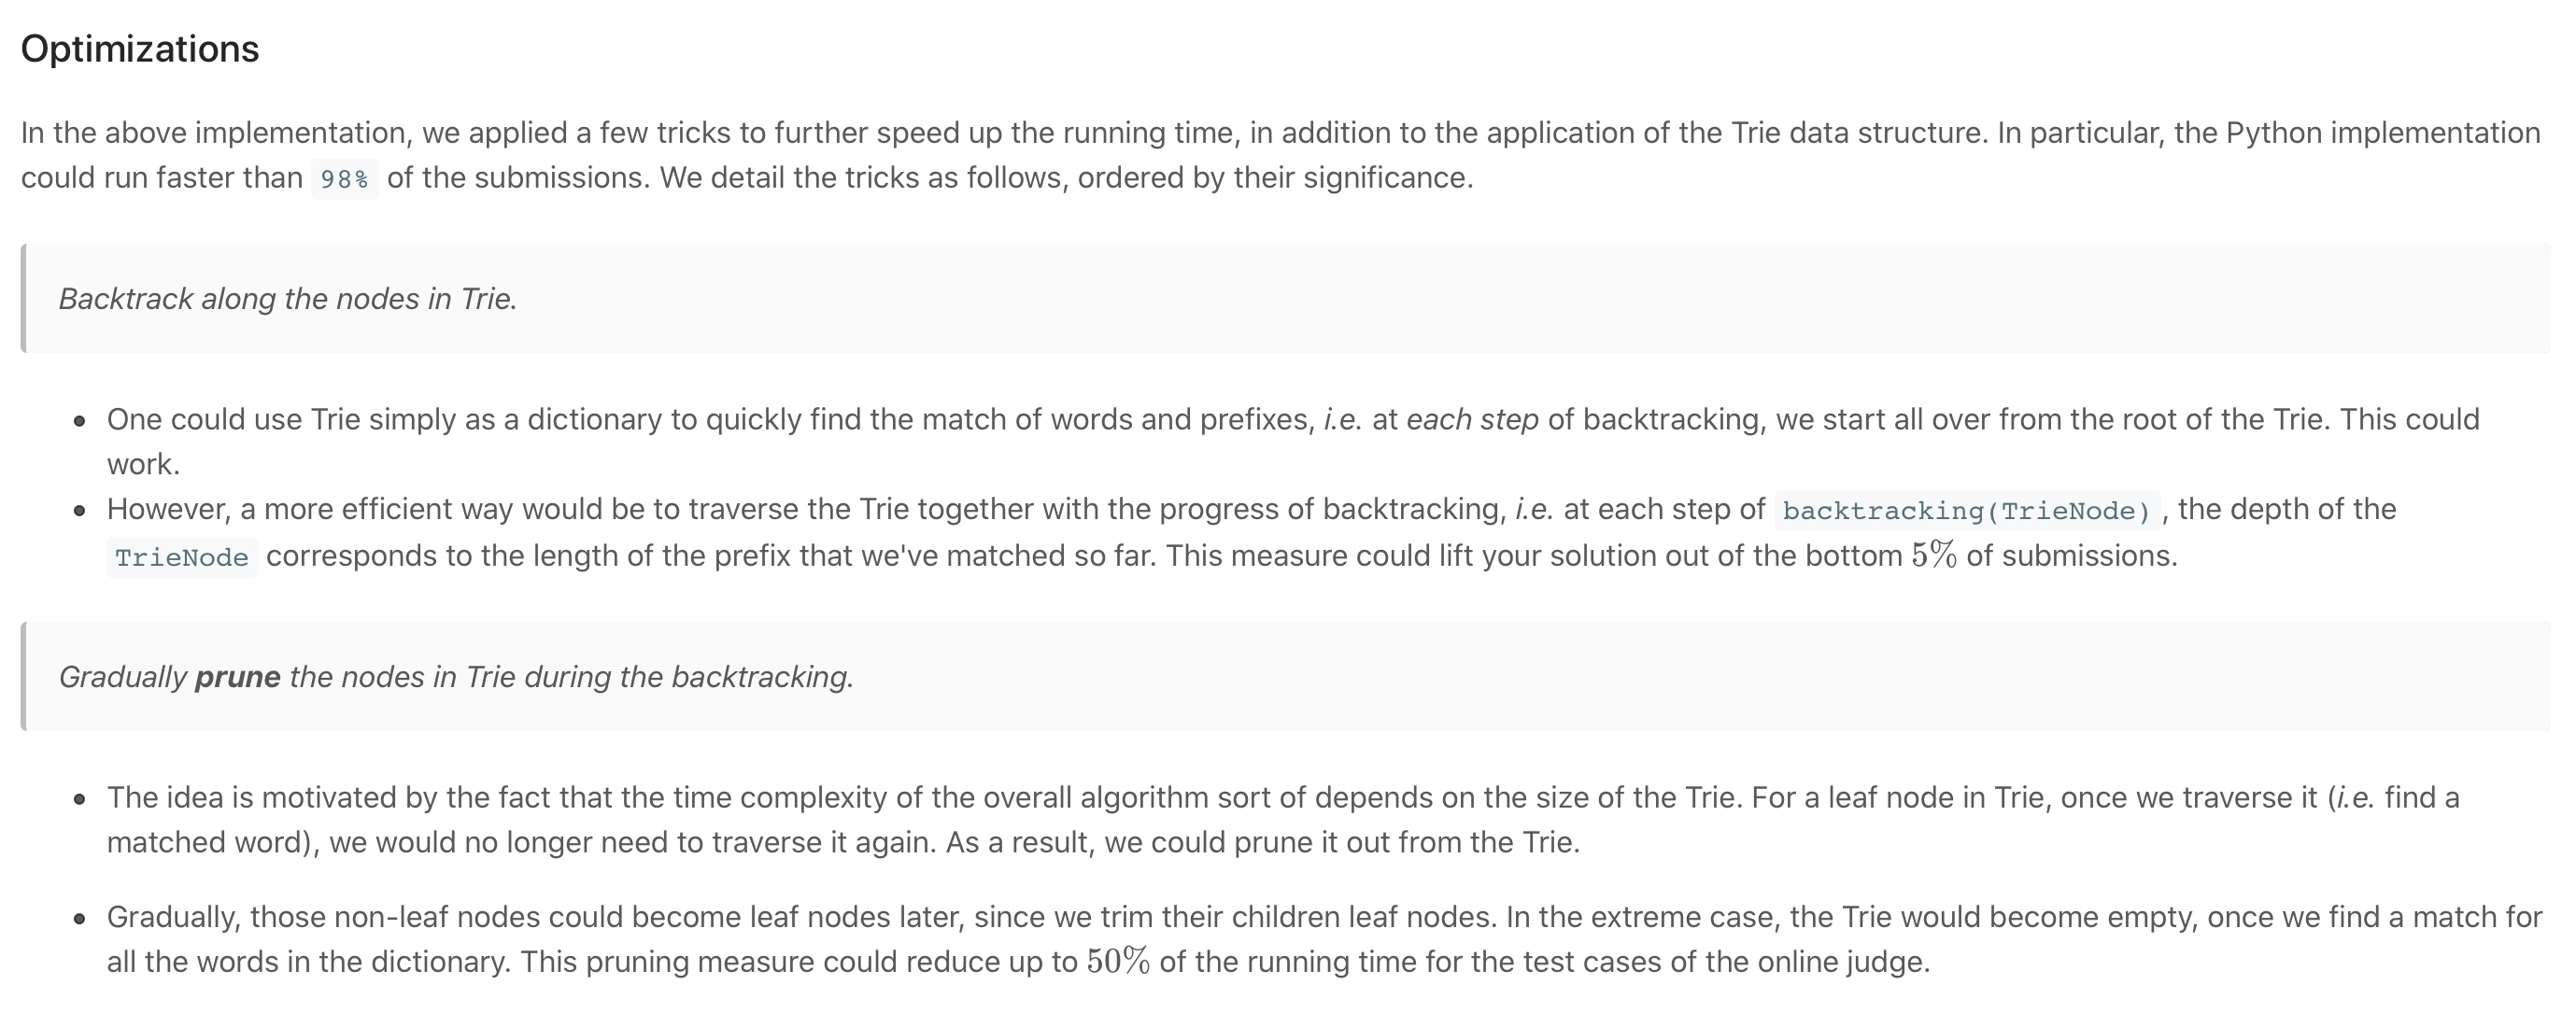 Optimizations
In the above implementation, we applied a few tricks to further speed up the running time, in addition to the application of the Trie data structure. In particular, the Python implementation
could run faster than 98% of the submissions. We detail the tricks as follows, ordered by their significance.
Backtrack along the nodes in Trie.
• One could use Trie simply as a dictionary to quickly find the match of words and prefixes, i.e. at each step of backtracking, we start all over from the root of the Trie. This could
work.
• However, a more efficient way would be to traverse the Trie together with the progress of backtracking, i.e. at each step of backtracking(TrieNode), the depth of the
TrieNode corresponds to the length of the prefix that we've matched so far. This measure could lift your solution out of the bottom 5% of submissions.
Gradually prune the nodes in Trie during the backtracking.
• The idea is motivated by the fact that the time complexity of the overall algorithm sort of depends on the size of the Trie. For a leaf node in Trie, once we traverse it (i.e. find a
matched word), we would no longer need to traverse it again. As a result, we could prune it out from the Trie.
• Gradually, those non-leaf nodes could become leaf nodes later, since we trim their children leaf nodes. In the extreme case, the Trie would become empty, once we find a match for
all the words in the dictionary. This pruning measure could reduce up to 50% of the running time for the test cases of the online judge.